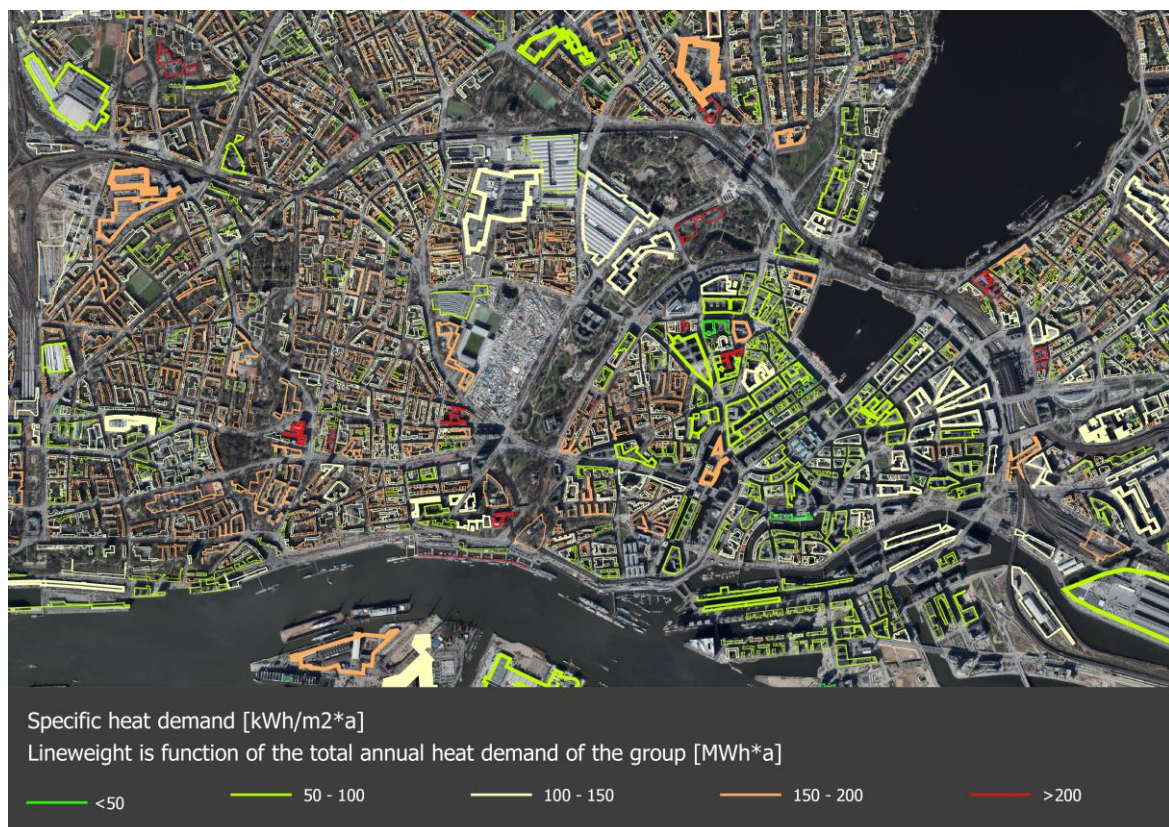 Specific heat demand [kWh/m2*a]
Lineweight is function of the total annual heat demand of the group [MWh*a]
<50 50 - 100 100 - 150 150 - 200 >200